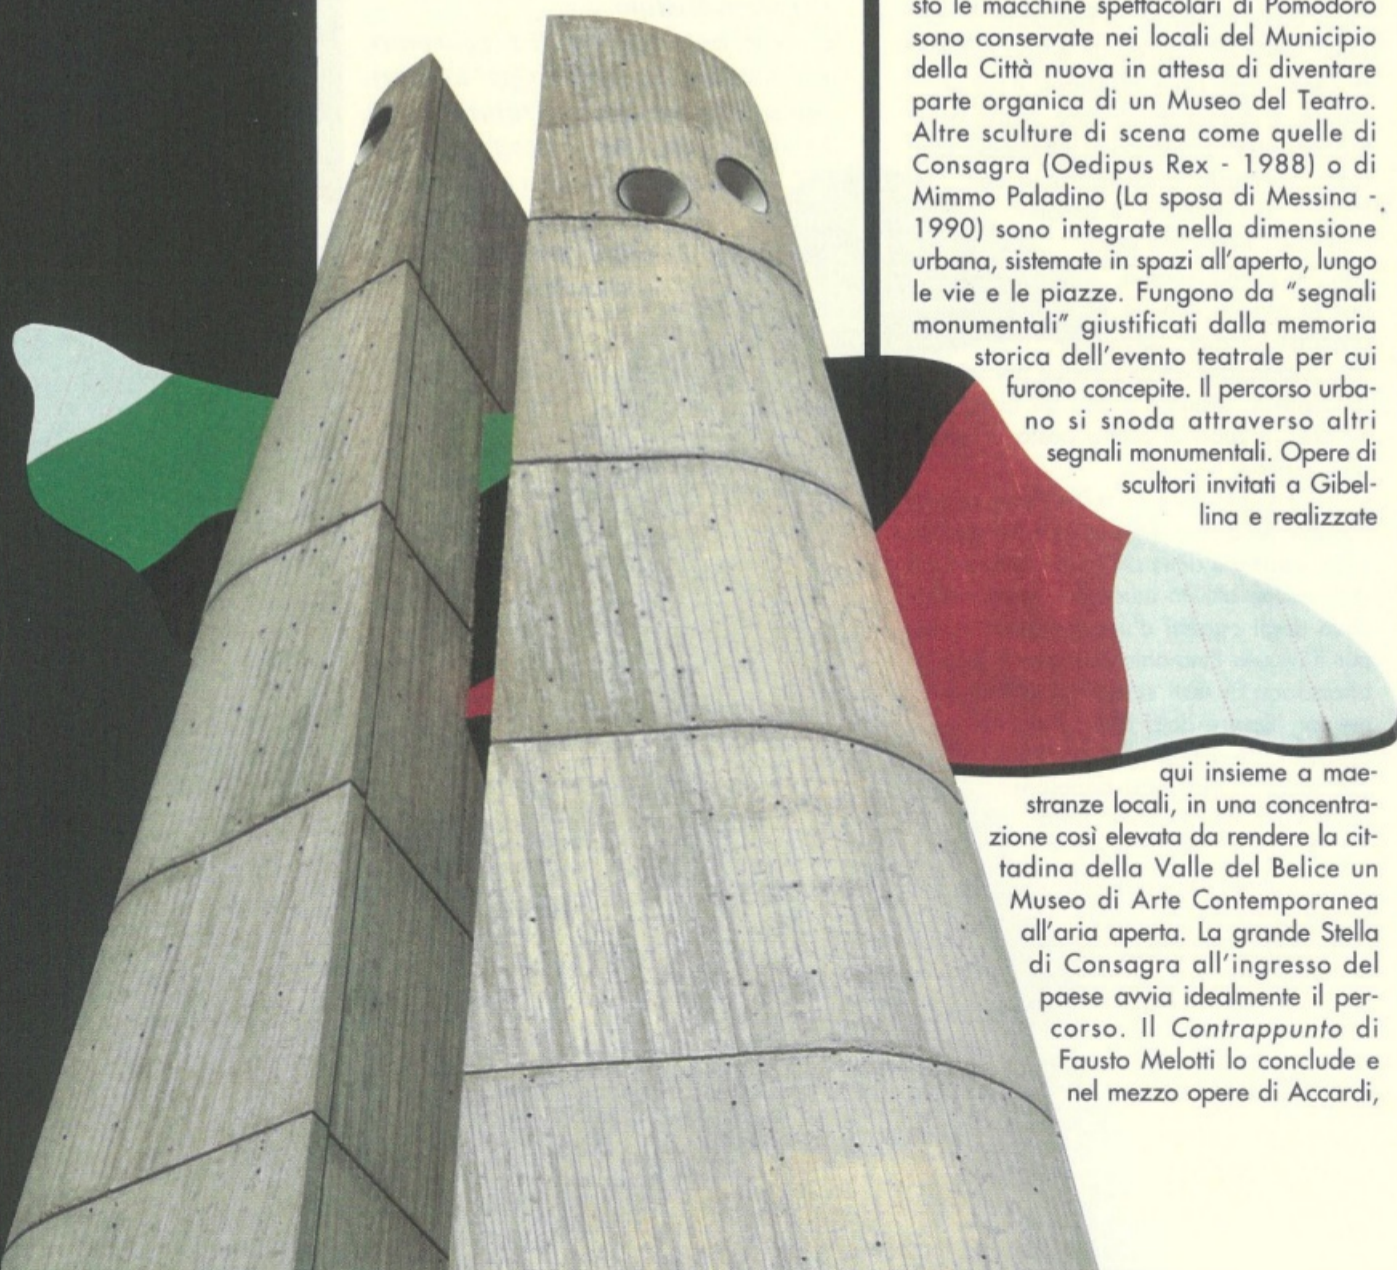 sto le macchine spettacolari di Pomodoro
sono conservate nei locali del Municipio
della Città nuova in attesa di diventare
parte organica di un Museo del Teatro.
Altre sculture di scena come quelle di
Consagra (Oedipus Rex - 1988) o di
Mimmo Paladino (La sposa di Messina -
1990) sono integrate nella dimensione
urbana, sistemate in spazi all'aperto, lungo
le vie e le piazze. Fungono da "segnali
monumentali" giustificati dalla memoria
storica dell'evento teatrale per cui
furono concepite. Il percorso urba-
no si snoda attraverso altri
segnali monumentali. Opere di
scultori invitati a Gibel-
lina e realizzate
qui insieme a mae-
stranze locali, in una concentra-
zione così elevata da rendere la cit-
tadina della Valle del Belice un
Museo di Arte Contemporanea
all'aria aperta. La grande Stella
di Consagra all'ingresso del
paese avvia idealmente il per-
corso. Il Contrappunto di
Fausto Melotti lo conclude e
nel mezzo opere di Accardi,